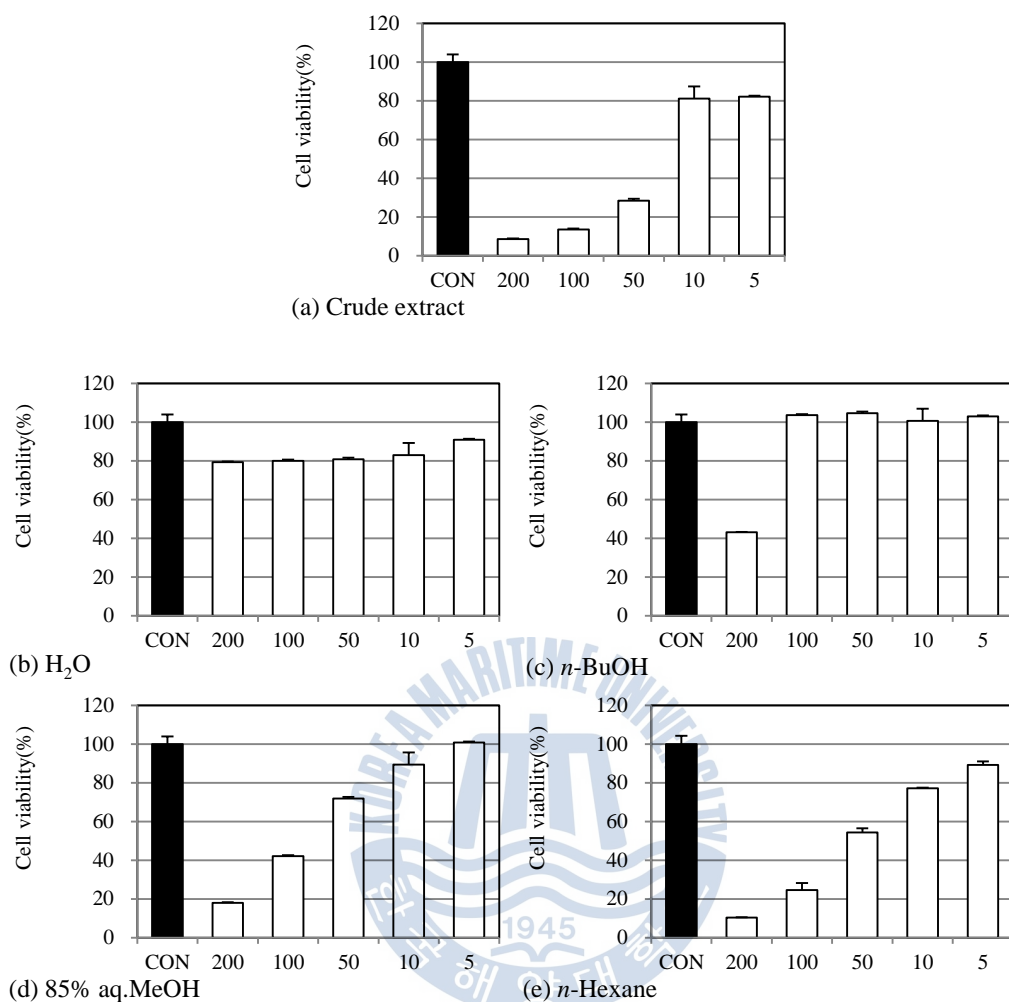 120
100
80
60
40
20
0
Cell viability(%)
CON 200 100 50 10 5
(a) Crude extract
120
100
80
60
40
20
0
Cell viability(%)
CON 200 100 50 10 5
(b) H₂O
120
100
80
60
40
20
0
Cell viability(%)
CON 200 100 50 10 5
(c) n-BuOH
120
100
80
60
40
20
0
Cell viability(%)
CON 200 100 50 10 5
(d) 85% aq.MeOH
120
100
80
60
40
20
0
Cell viability(%)
CON 200 100 50 10 5
(e) n-Hexane
KOREA MARITIME UNIVERSITY
1945